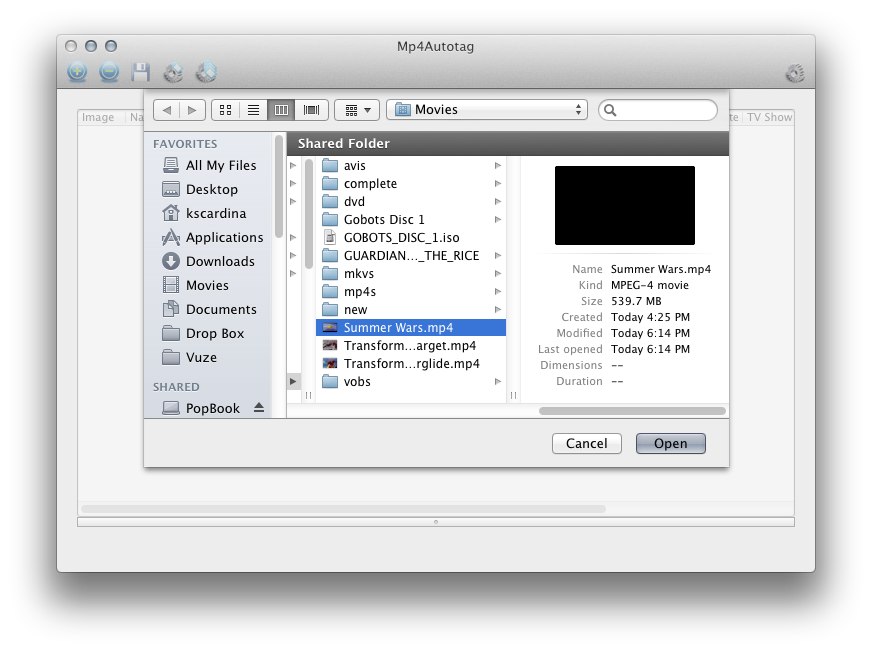 Mp4Autotag
Image
Na
te
TV Show
Movies
FAVORITES
All My Files
Desktop
kscardina
Applications
Downloads
Movies
Documents
Drop Box
Vuze
SHARED
PopBook
Shared Folder
avis
complete
dvd
Gobots Disc 1
GOBOTS_DISC_1.iso
GUARDIAN..._THE_RICE
mkvs
mp4s
new
Summer Wars.mp4
Transform...arget.mp4
Transform...rglide.mp4
vobs
Name Summer Wars.mp4
Kind MPEG-4 movie
Size 539.7 MB
Created Today 4:25 PM
Modified Today 6:14 PM
Last opened Today 6:14 PM
Dimensions --
Duration --
Cancel
Open